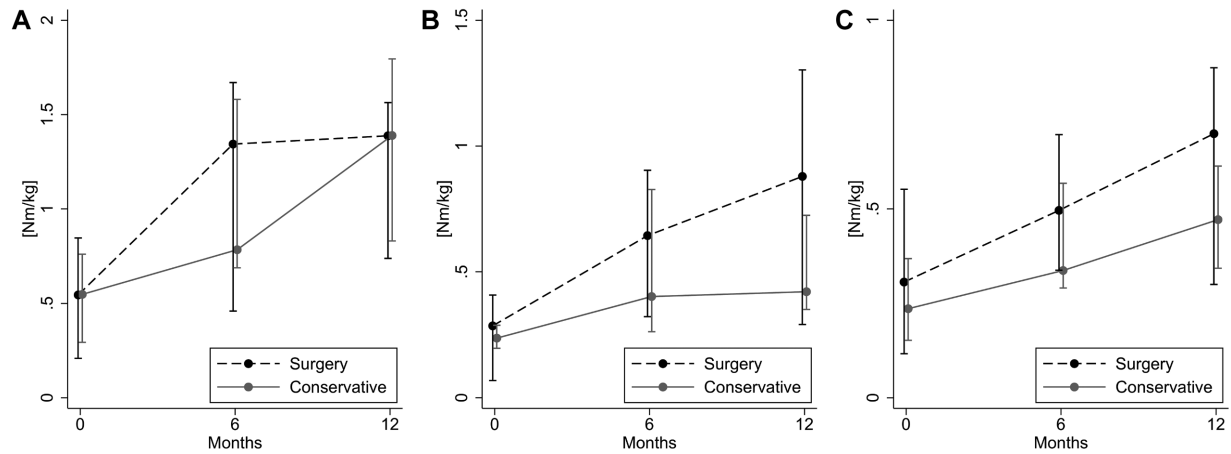 A
2
1.5
1
.5
0
[Nm/kg]
0
6
12
Months
Surgery
Conservative
B
1.5
1
.5
0
[Nm/kg]
0
6
12
Months
Surgery
Conservative
C
1
.5
0
[Nm/kg]
0
6
12
Months
Surgery
Conservative